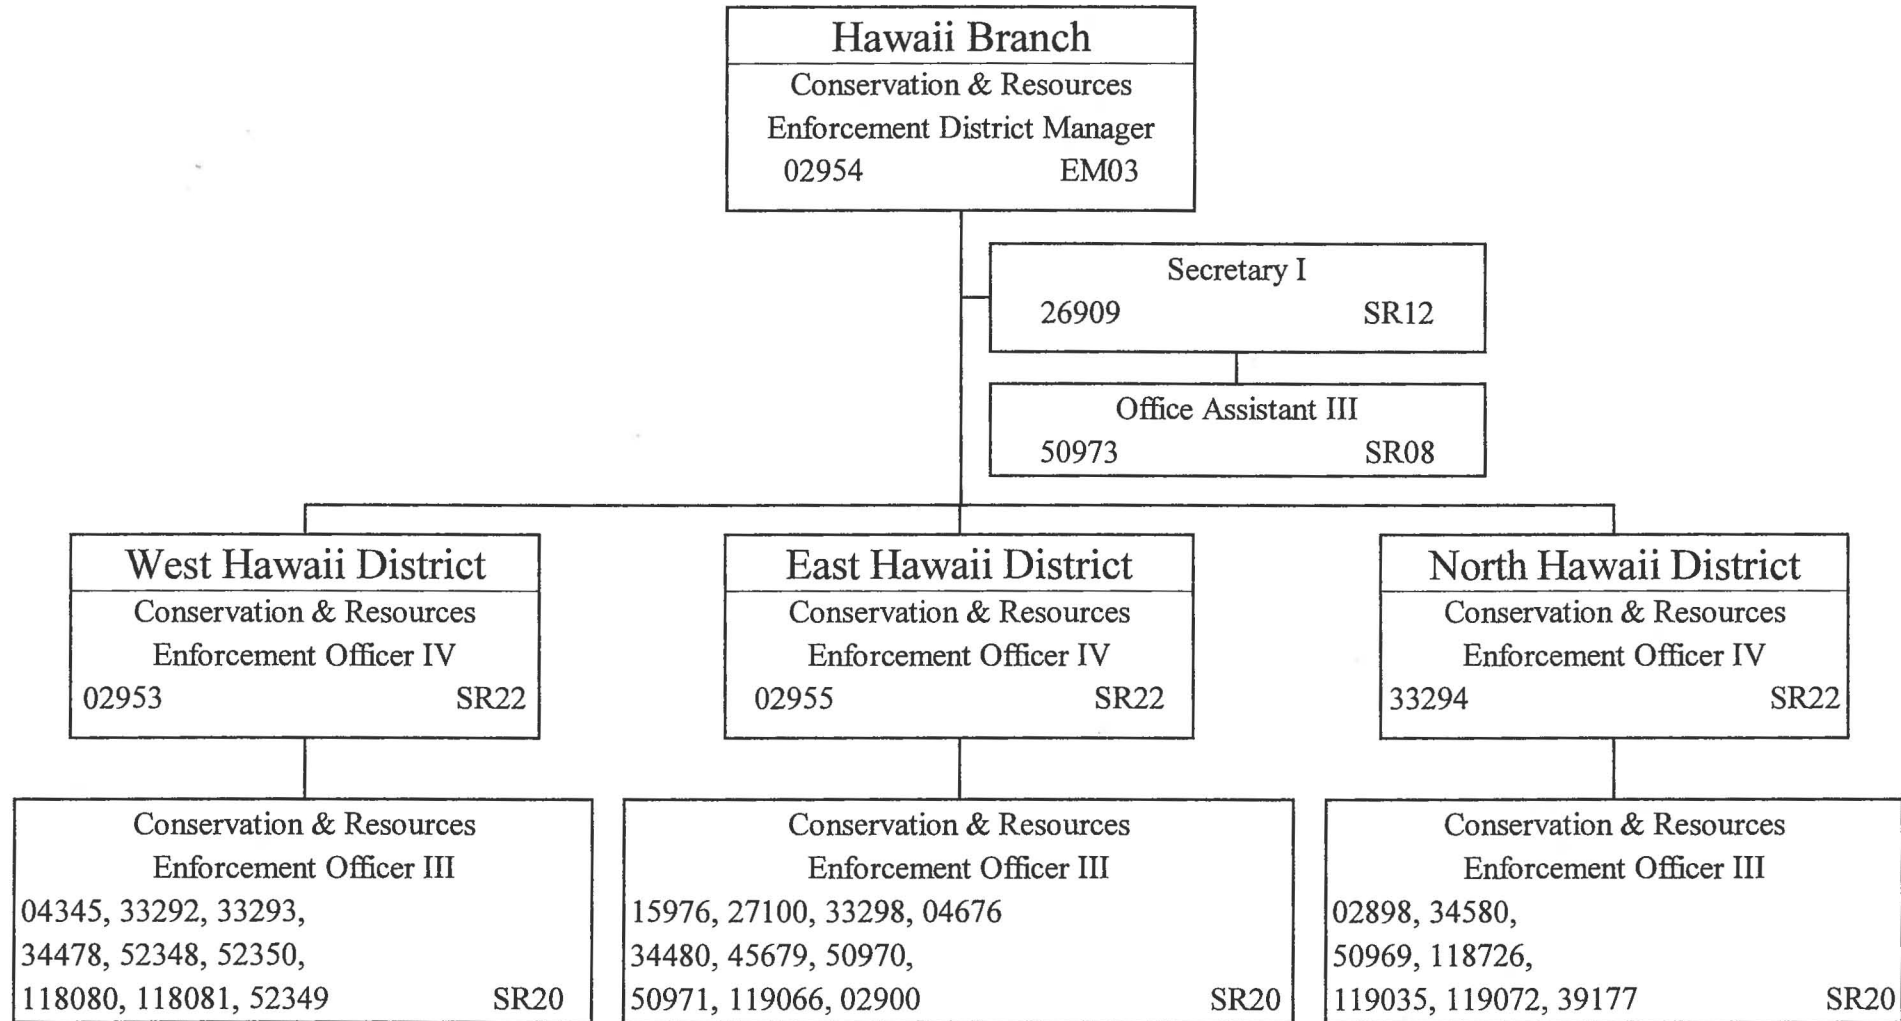 Hawaii Branch
Conservation & Resources
Enforcement District Manager
02954 EM03
Secretary I
26909 SR12
Office Assistant III
50973 SR08
West Hawaii District
Conservation & Resources
Enforcement Officer IV
02953 SR22
East Hawaii District
Conservation & Resources
Enforcement Officer IV
02955 SR22
North Hawaii District
Conservation & Resources
Enforcement Officer IV
33294 SR22
Conservation & Resources
Enforcement Officer III
04345, 33292, 33293,
34478, 52348, 52350,
118080, 118081, 52349 SR20
Conservation & Resources
Enforcement Officer III
15976, 27100, 33298, 04676
34480, 45679, 50970,
50971, 119066, 02900 SR20
Conservation & Resources
Enforcement Officer III
02898, 34580,
50969, 118726,
119035, 119072, 39177 SR20